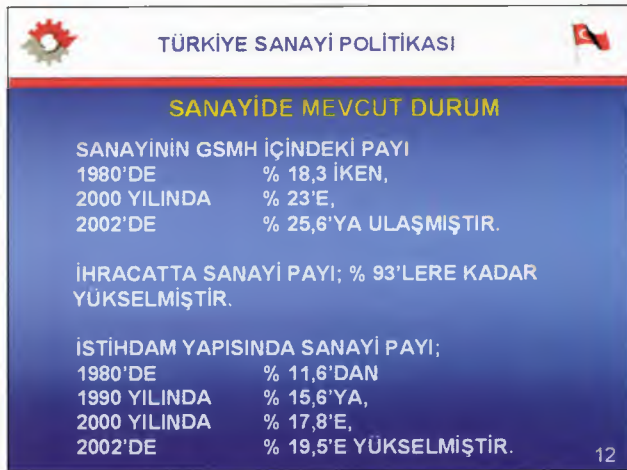 TÜRKİYE SANAYİ POLİTİKASI
SANAYİDE MEVCUT DURUM
SANAYİNİN GSMH İÇİNDEKİ PAYI
1980'DE % 18,3 İKEN,
2000 YILINDA % 23'E,
2002'DE % 25,6'YA ULAŞMIŞTIR.
İHRACATTA SANAYİ PAYI; % 93'LERE KADAR
YÜKSELMİŞTİR.
İSTİHDAM YAPISINDA SANAYİ PAYI;
1980'DE % 11,6'DAN
1990 YILINDA % 15,6'YA,
2000 YILINDA % 17,8'E,
2002'DE % 19,5'E YÜKSELMİŞTİR.
12